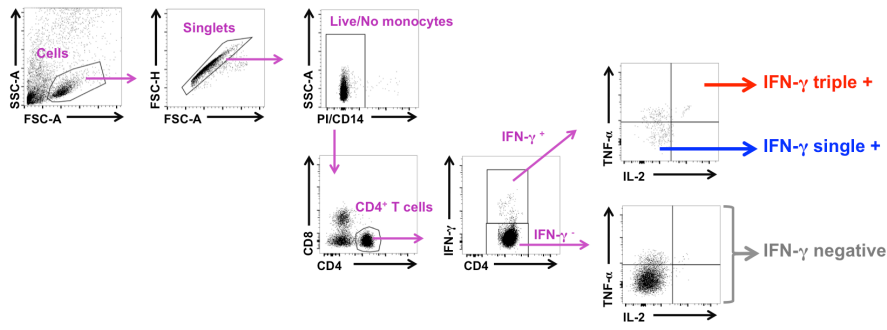 Cells
SSC-A
FSC-A
Singlets
FSC-H
FSC-A
Live/No monocytes
SSC-A
PI/CD14
CD4⁺ T cells
CD8
CD4
IFN-γ ⁺
IFN-γ ⁻
IFN-γ
CD4
TNF-α
IL-2
IFN-γ triple +
IFN-γ single +
TNF-α
IL-2
IFN-γ negative